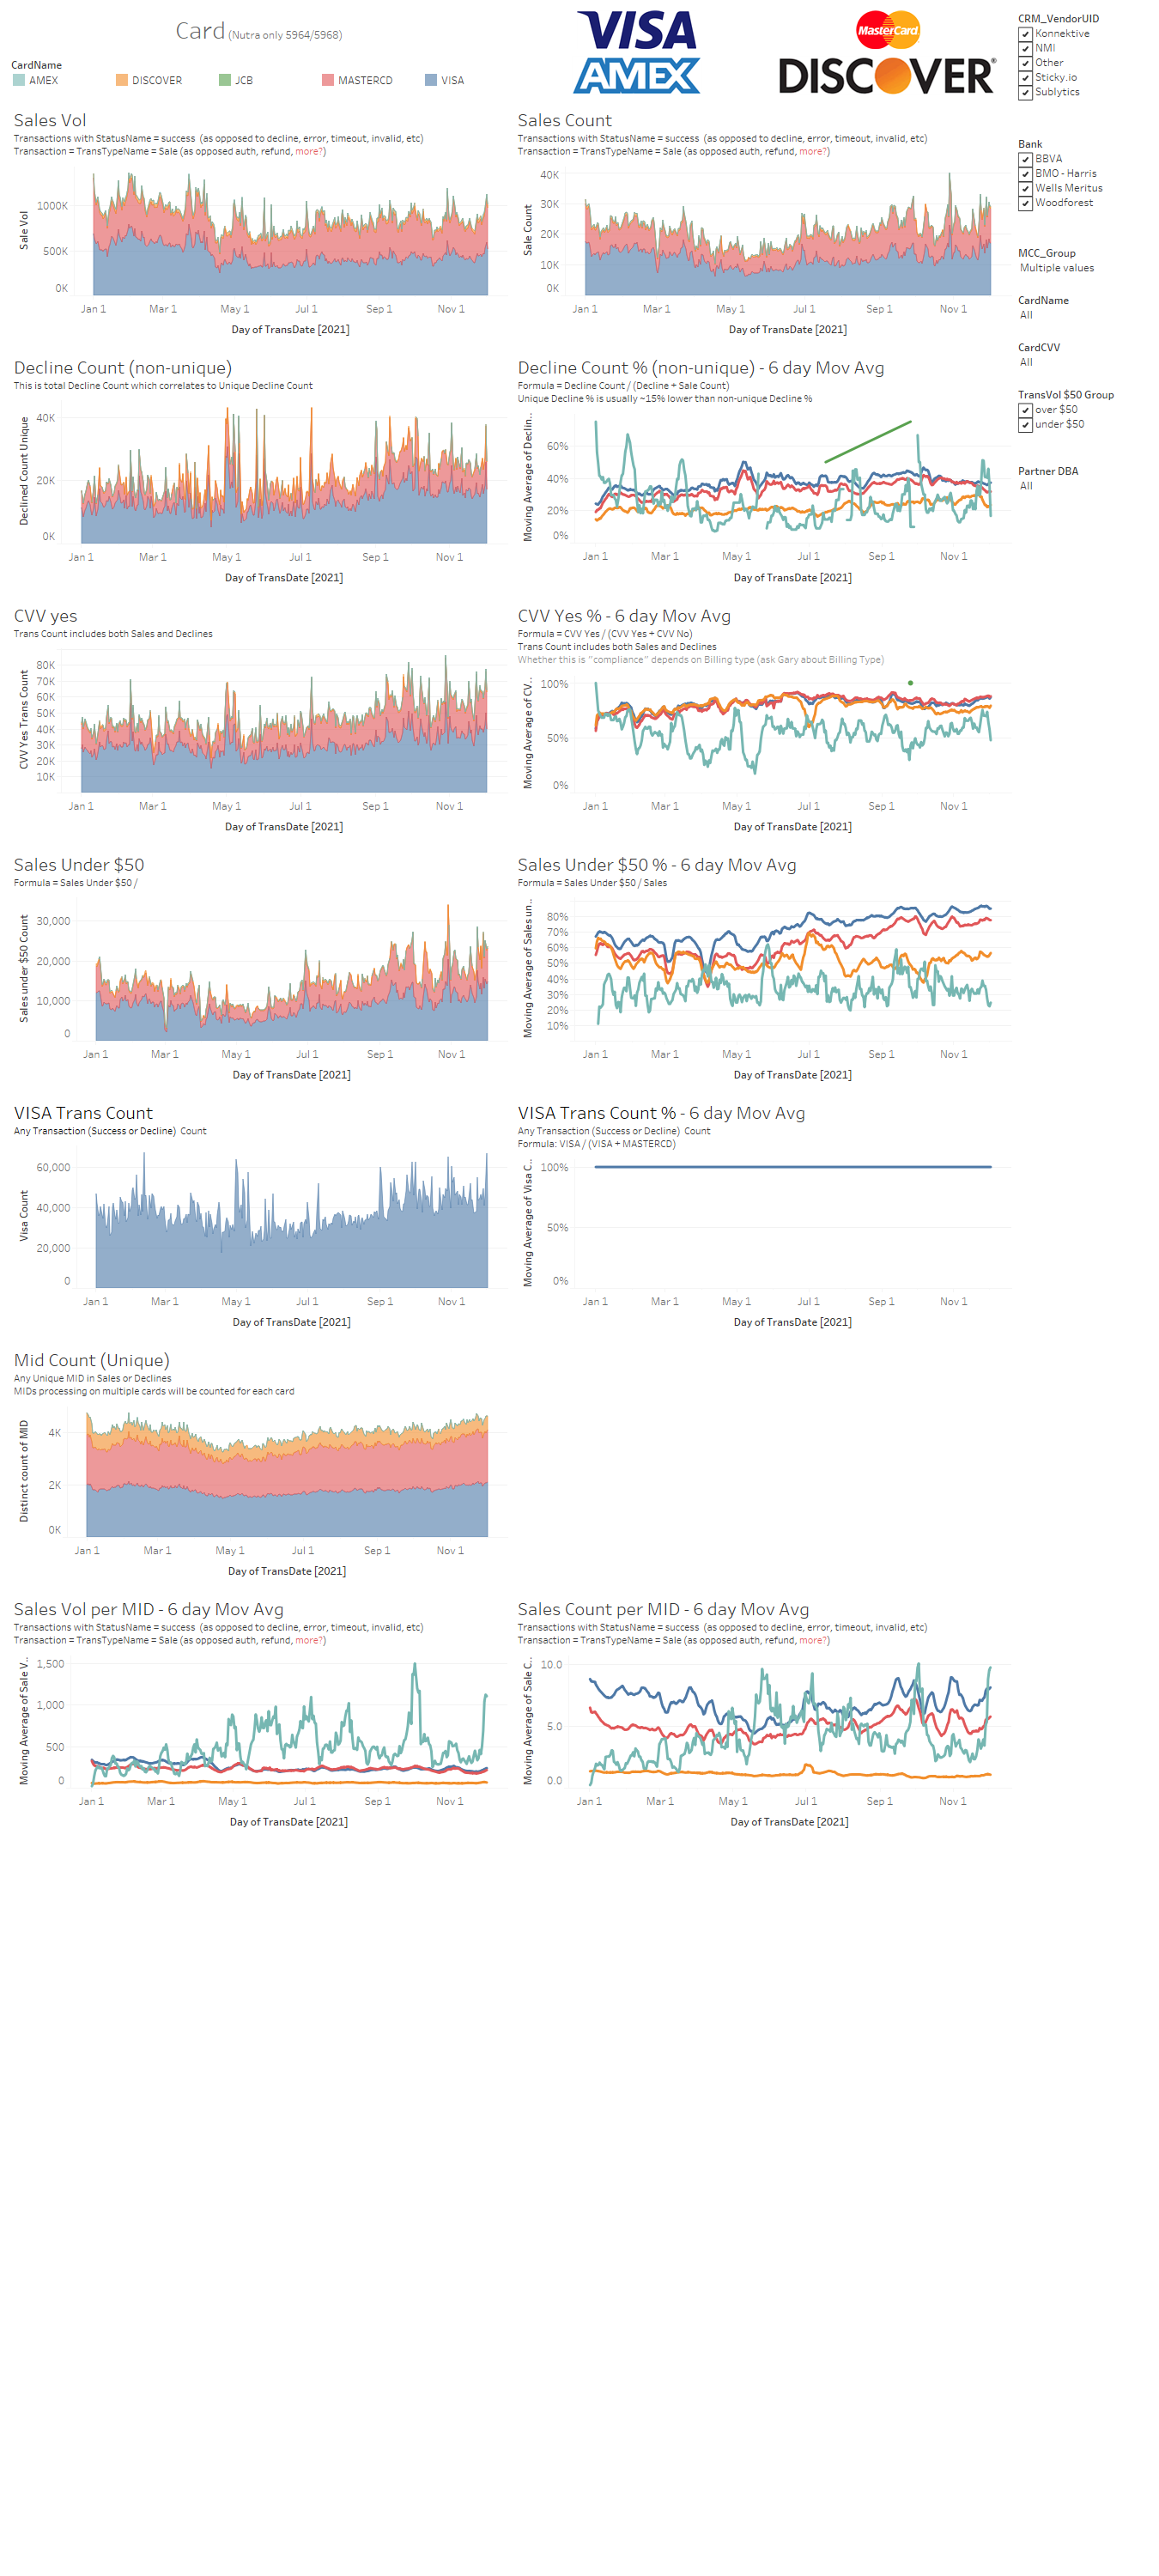 Card (Nutra only 5964/5968)
VISA
MasterCard
AMEX
DISCOVER®
CardName
AMEX
DISCOVER
JCB
MASTERCD
VISA
CRM_VendorUID
Konnektive
NMI
Other
Sticky.io
Sublytics
Bank
BBVA
BMO - Harris
Wells Meritus
Woodforest
MCC_Group
Multiple values
CardName
All
CardCVV
All
TransVol $50 Group
over $50
under $50
Partner DBA
All
Sales Vol
Transactions with StatusName = success (as opposed to decline, error, timeout, invalid, etc)
Transaction = TransTypeName = Sale (as opposed auth, refund, more?)
Sale Vol
1000K
500K
0K
Jan 1 Mar 1 May 1 Jul 1 Sep 1 Nov 1
Day of TransDate [2021]
Sales Count
Transactions with StatusName = success (as opposed to decline, error, timeout, invalid, etc)
Transaction = TransTypeName = Sale (as opposed auth, refund, more?)
Sale Count
40K
30K
20K
10K
0K
Jan 1 Mar 1 May 1 Jul 1 Sep 1 Nov 1
Day of TransDate [2021]
Decline Count (non-unique)
This is total Decline Count which correlates to Unique Decline Count
Declined Count Unique
40K
20K
0K
Jan 1 Mar 1 May 1 Jul 1 Sep 1 Nov 1
Day of TransDate [2021]
Decline Count % (non-unique) - 6 day Mov Avg
Formula = Decline Count / (Decline + Sale Count)
Unique Decline % is usually ~15% lower than non-unique Decline %
Moving Average of Declin..
60%
40%
20%
0%
Jan 1 Mar 1 May 1 Jul 1 Sep 1 Nov 1
Day of TransDate [2021]
CVV yes
Trans Count includes both Sales and Declines
CVV Yes Trans Count
80K
70K
60K
50K
40K
30K
20K
10K
Jan 1 Mar 1 May 1 Jul 1 Sep 1 Nov 1
Day of TransDate [2021]
CVV Yes % - 6 day Mov Avg
Formula = CVV Yes / (CVV Yes + CVV No)
Trans Count includes both Sales and Declines
Whether this is "compliance" depends on Billing type (ask Gary about Billing Type)
Moving Average of CV..
100%
50%
0%
Jan 1 Mar 1 May 1 Jul 1 Sep 1 Nov 1
Day of TransDate [2021]
Sales Under $50
Formula = Sales Under $50 /
Sales under $50 Count
30,000
20,000
10,000
0
Jan 1 Mar 1 May 1 Jul 1 Sep 1 Nov 1
Day of TransDate [2021]
Sales Under $50 % - 6 day Mov Avg
Formula = Sales Under $50 / Sales
Moving Average of Sales un..
80%
70%
60%
50%
40%
30%
20%
10%
Jan 1 Mar 1 May 1 Jul 1 Sep 1 Nov 1
Day of TransDate [2021]
VISA Trans Count
Any Transaction (Success or Decline) Count
Visa Count
60,000
40,000
20,000
0
Jan 1 Mar 1 May 1 Jul 1 Sep 1 Nov 1
Day of TransDate [2021]
VISA Trans Count % - 6 day Mov Avg
Any Transaction (Success or Decline) Count
Formula: VISA / (VISA + MASTERCD)
Moving Average of Visa C..
100%
50%
0%
Jan 1 Mar 1 May 1 Jul 1 Sep 1 Nov 1
Day of TransDate [2021]
Mid Count (Unique)
Any Unique MID in Sales or Declines
MIDs processing on multiple cards will be counted for each card
Distinct count of MID
4K
2K
0K
Jan 1 Mar 1 May 1 Jul 1 Sep 1 Nov 1
Day of TransDate [2021]
Sales Vol per MID - 6 day Mov Avg
Transactions with StatusName = success (as opposed to decline, error, timeout, invalid, etc)
Transaction = TransTypeName = Sale (as opposed auth, refund, more?)
Moving Average of Sale V..
1,500
1,000
500
0
Jan 1 Mar 1 May 1 Jul 1 Sep 1 Nov 1
Day of TransDate [2021]
Sales Count per MID - 6 day Mov Avg
Transactions with StatusName = success (as opposed to decline, error, timeout, invalid, etc)
Transaction = TransTypeName = Sale (as opposed auth, refund, more?)
Moving Average of Sale C..
10.0
5.0
0.0
Jan 1 Mar 1 May 1 Jul 1 Sep 1 Nov 1
Day of TransDate [2021]